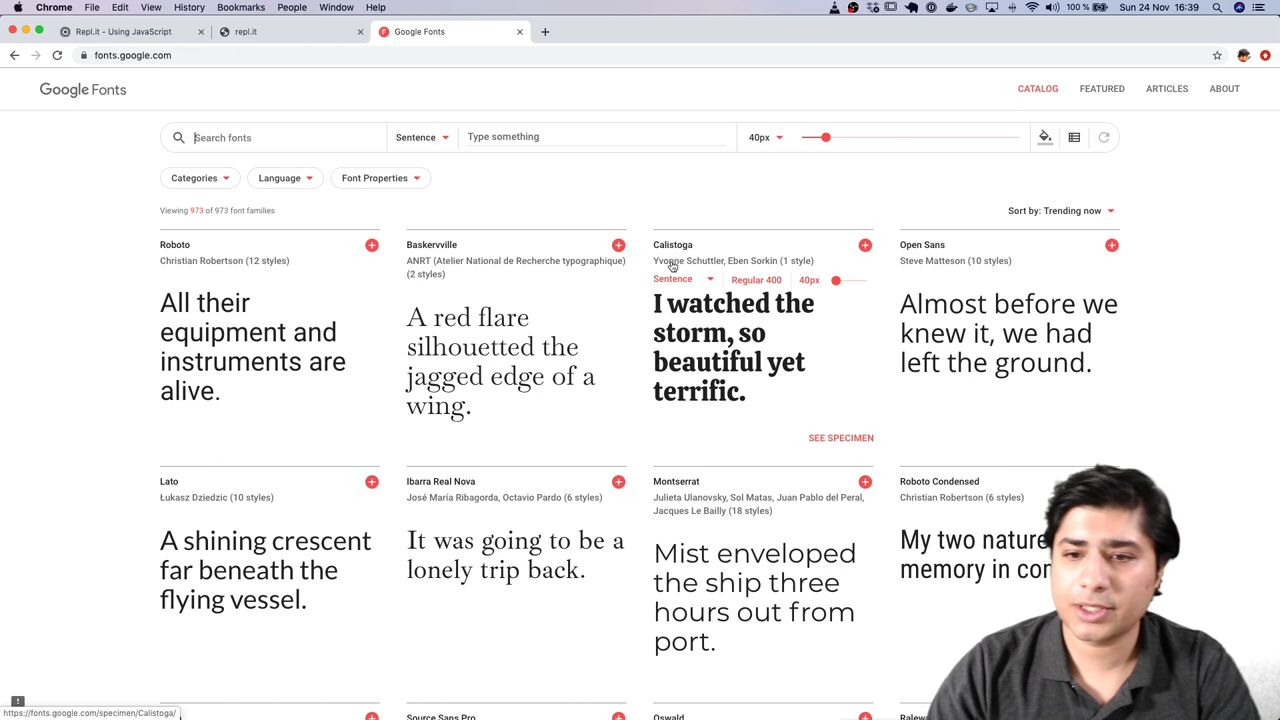 Chrome File Edit View History Bookmarks People Window Help
100 % Sun 24 Nov 16:39
Repl.it - Using JavaScript
repl.it
Google Fonts
fonts.google.com
Google Fonts
CATALOG FEATURED ARTICLES ABOUT
Search fonts
Sentence
Type something
40px
Categories
Language
Font Properties
Viewing 973 of 973 font families
Sort by: Trending now
Roboto
Christian Robertson (12 styles)
All their
equipment and
instruments are
alive.
Baskervville
ANRT (Atelier National de Recherche typographique)
(2 styles)
A red flare
silhouetted the
jagged edge of a
wing.
Calistoga
Yvonne Schuttler, Eben Sorkin (1 style)
Sentence Regular 400 40px
I watched the
storm, so
beautiful yet
terrific.
SEE SPECIMEN
Open Sans
Steve Matteson (10 styles)
Almost before we
knew it, we had
left the ground.
Lato
Łukasz Dziedzic (10 styles)
A shining crescent
far beneath the
flying vessel.
Ibarra Real Nova
José María Ribagorda, Octavio Pardo (6 styles)
It was going to be a
lonely trip back.
Montserrat
Julieta Ulanovsky, Sol Matas, Juan Pablo del Peral,
Jacques Le Bailly (18 styles)
Mist enveloped
the ship three
hours out from
port.
Roboto Condensed
Christian Robertson (6 styles)
My two nature
memory in con
Source Sans Pro
Oswald
Ralew
https://fonts.google.com/specimen/Calistoga/